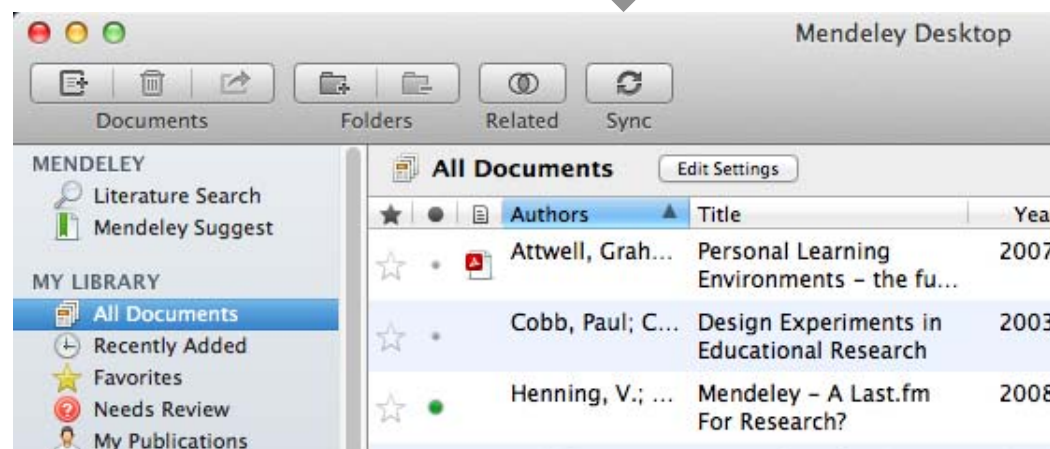 Mendeley Desktop
Documents Folders Related Sync
MENDELEY
Literature Search
Mendeley Suggest
MY LIBRARY
All Documents
Recently Added
Favorites
Needs Review
My Publications
All Documents Edit Settings
Authors Title Yea
Attwell, Grah... Personal Learning 2007
Environments – the fu...
Cobb, Paul; C... Design Experiments in 2003
Educational Research
Henning, V.; ... Mendeley – A Last.fm 2008
For Research?